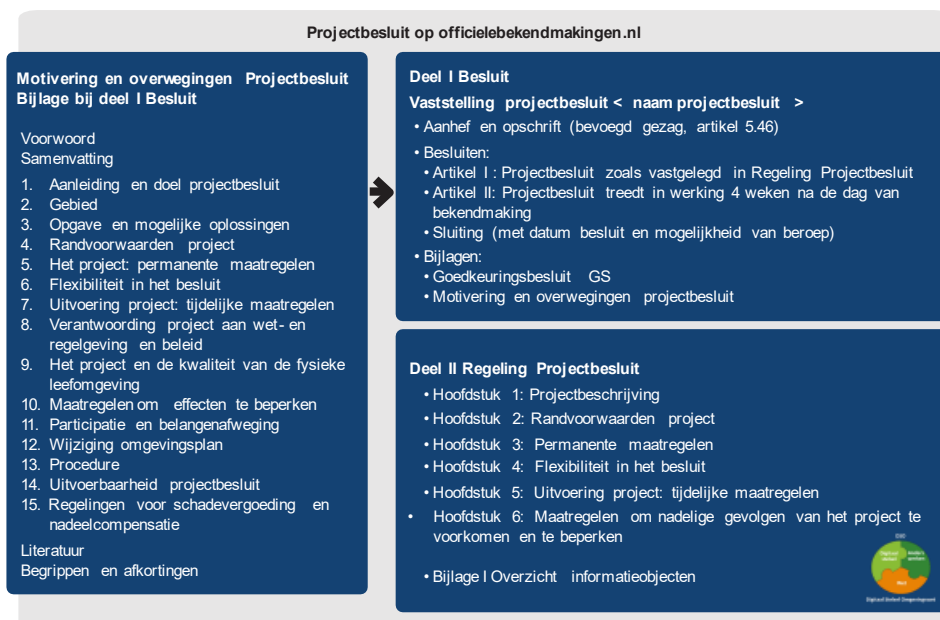 Projectbesluit op officielebekendmakingen.nl
Motivering en overwegingen Projectbesluit
Bijlage bij deel I Besluit
Voorwoord
Samenvatting
1. Aanleiding en doel projectbesluit
2. Gebied
3. Opgave en mogelijke oplossingen
4. Randvoorwaarden project
5. Het project: permanente maatregelen
6. Flexibiliteit in het besluit
7. Uitvoering project: tijdelijke maatregelen
8. Verantwoording project aan wet- en
regelgeving en beleid
9. Het project en de kwaliteit van de fysieke
leefomgeving
10. Maatregelen om effecten te beperken
11. Participatie en belangenafweging
12. Wijziging omgevingsplan
13. Procedure
14. Uitvoerbaarheid projectbesluit
15. Regelingen voor schadevergoeding en
nadeelcompensatie
Literatuur
Begrippen en afkortingen
Deel I Besluit
Vaststelling projectbesluit < naam projectbesluit >
• Aanhef en opschrift (bevoegd gezag, artikel 5.46)
• Besluiten:
• Artikel I : Projectbesluit zoals vastgelegd in Regeling Projectbesluit
• Artikel II: Projectbesluit treedt in werking 4 weken na de dag van
bekendmaking
• Sluiting (met datum besluit en mogelijkheid van beroep)
• Bijlagen:
• Goedkeuringsbesluit GS
• Motivering en overwegingen projectbesluit
Deel II Regeling Projectbesluit
• Hoofdstuk 1: Projectbeschrijving
• Hoofdstuk 2: Randvoorwaarden project
• Hoofdstuk 3: Permanente maatregelen
• Hoofdstuk 4: Flexibiliteit in het besluit
• Hoofdstuk 5: Uitvoering project: tijdelijke maatregelen
• Hoofdstuk 6: Maatregelen om nadelige gevolgen van het project te
voorkomen en te beperken
• Bijlage I Overzicht informatieobjecten